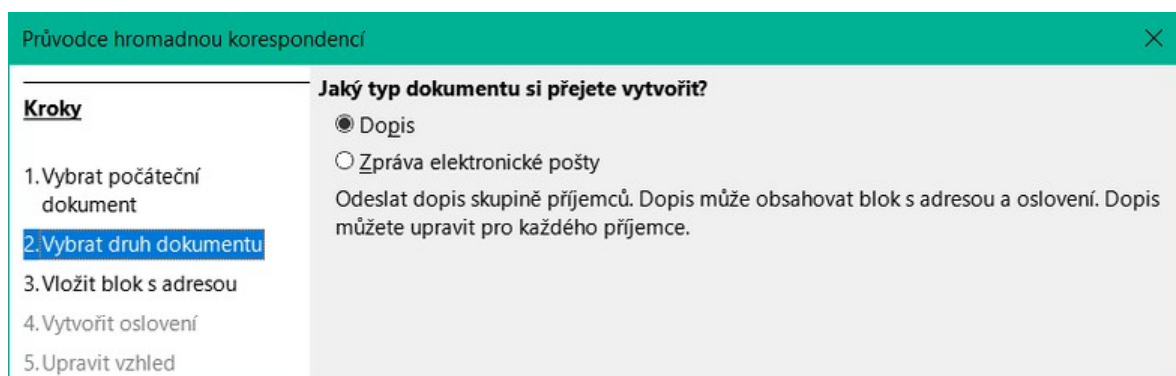 Průvodce hromadnou korespondencí
Kroky
1. Vybrat počáteční
dokument
2. Vybrat druh dokumentu
3. Vložit blok s adresou
4. Vytvořit oslovení
5. Upravit vzhled
Jaký typ dokumentu si přejete vytvořit?
Dopis
Zpráva elektronické pošty
Odeslat dopis skupině příjemců. Dopis může obsahovat blok s adresou a oslovení. Dopis
můžete upravit pro každého příjemce.